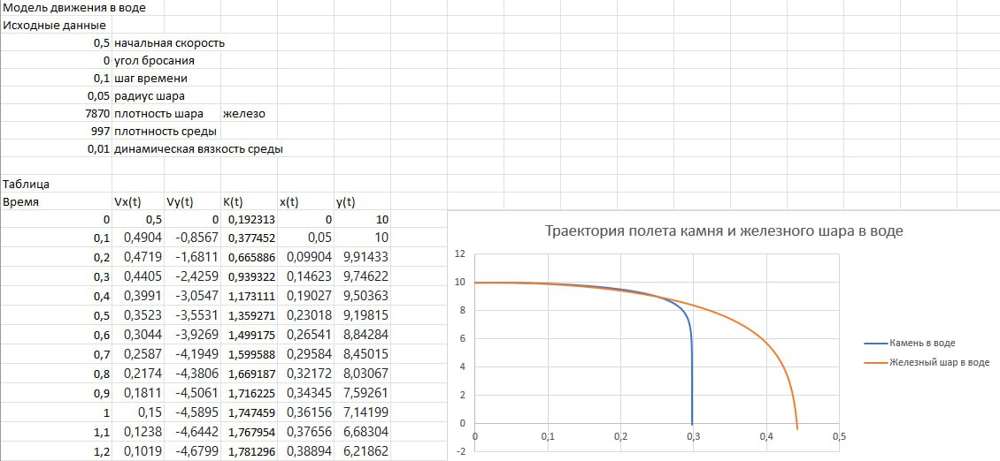 Модель движения в воде
Исходные данные
0,5 начальная скорость
0 угол бросания
0,1 шаг времени
0,05 радиус шара
7870 плотность шара железо
997 плотнность среды
0,01 динамическая вязкость среды
Таблица
Время Vx(t) Vy(t) K(t) x(t) y(t)
0 0,5 0 0,192313 0 10
0,1 0,4904 -0,8567 0,377452 0,05 10
0,2 0,4719 -1,6811 0,665886 0,09904 9,91433
0,3 0,4405 -2,4259 0,939322 0,14623 9,74622
0,4 0,3991 -3,0547 1,173111 0,19027 9,50363
0,5 0,3523 -3,5531 1,359271 0,23018 9,19815
0,6 0,3044 -3,9269 1,499175 0,26541 8,84284
0,7 0,2587 -4,1949 1,599588 0,29584 8,45015
0,8 0,2174 -4,3806 1,669187 0,32172 8,03067
0,9 0,1811 -4,5061 1,716225 0,34345 7,59261
1 0,15 -4,5895 1,747459 0,36156 7,14199
1,1 0,1238 -4,6442 1,767954 0,37656 6,68304
1,2 0,1019 -4,6799 1,781296 0,38894 6,21862
Траектория полета камня и железного шара в воде
12
10
8
6
4
2
0
-2
0 0,1 0,2 0,3 0,4 0,5
Камень в воде
Железный шар в воде